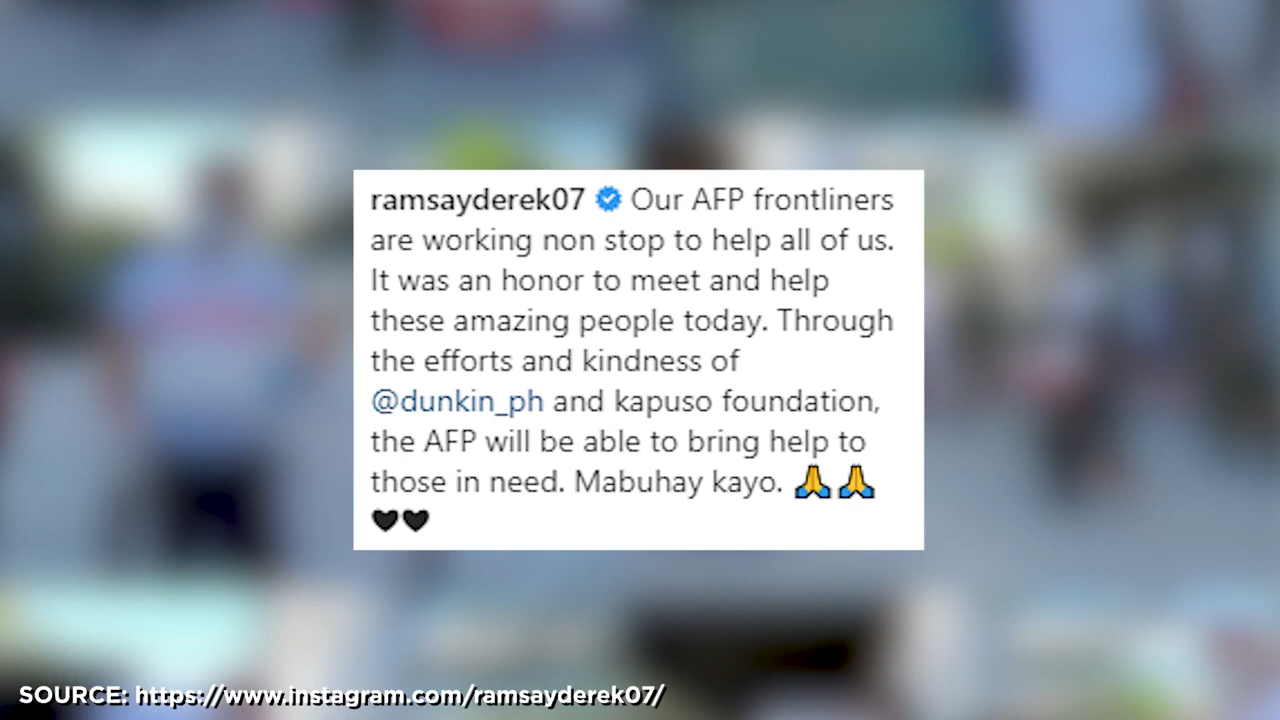 ramsayderek07 Our AFP frontliners
are working non stop to help all of us.
It was an honor to meet and help
these amazing people today. Through
the efforts and kindness of
@dunkin_ph and kapuso foundation,
the AFP will be able to bring help to
those in need. Mabuhay kayo. 🙏🙏
🖤🖤
SOURCE: https://www.instagram.com/ramsayderek07/